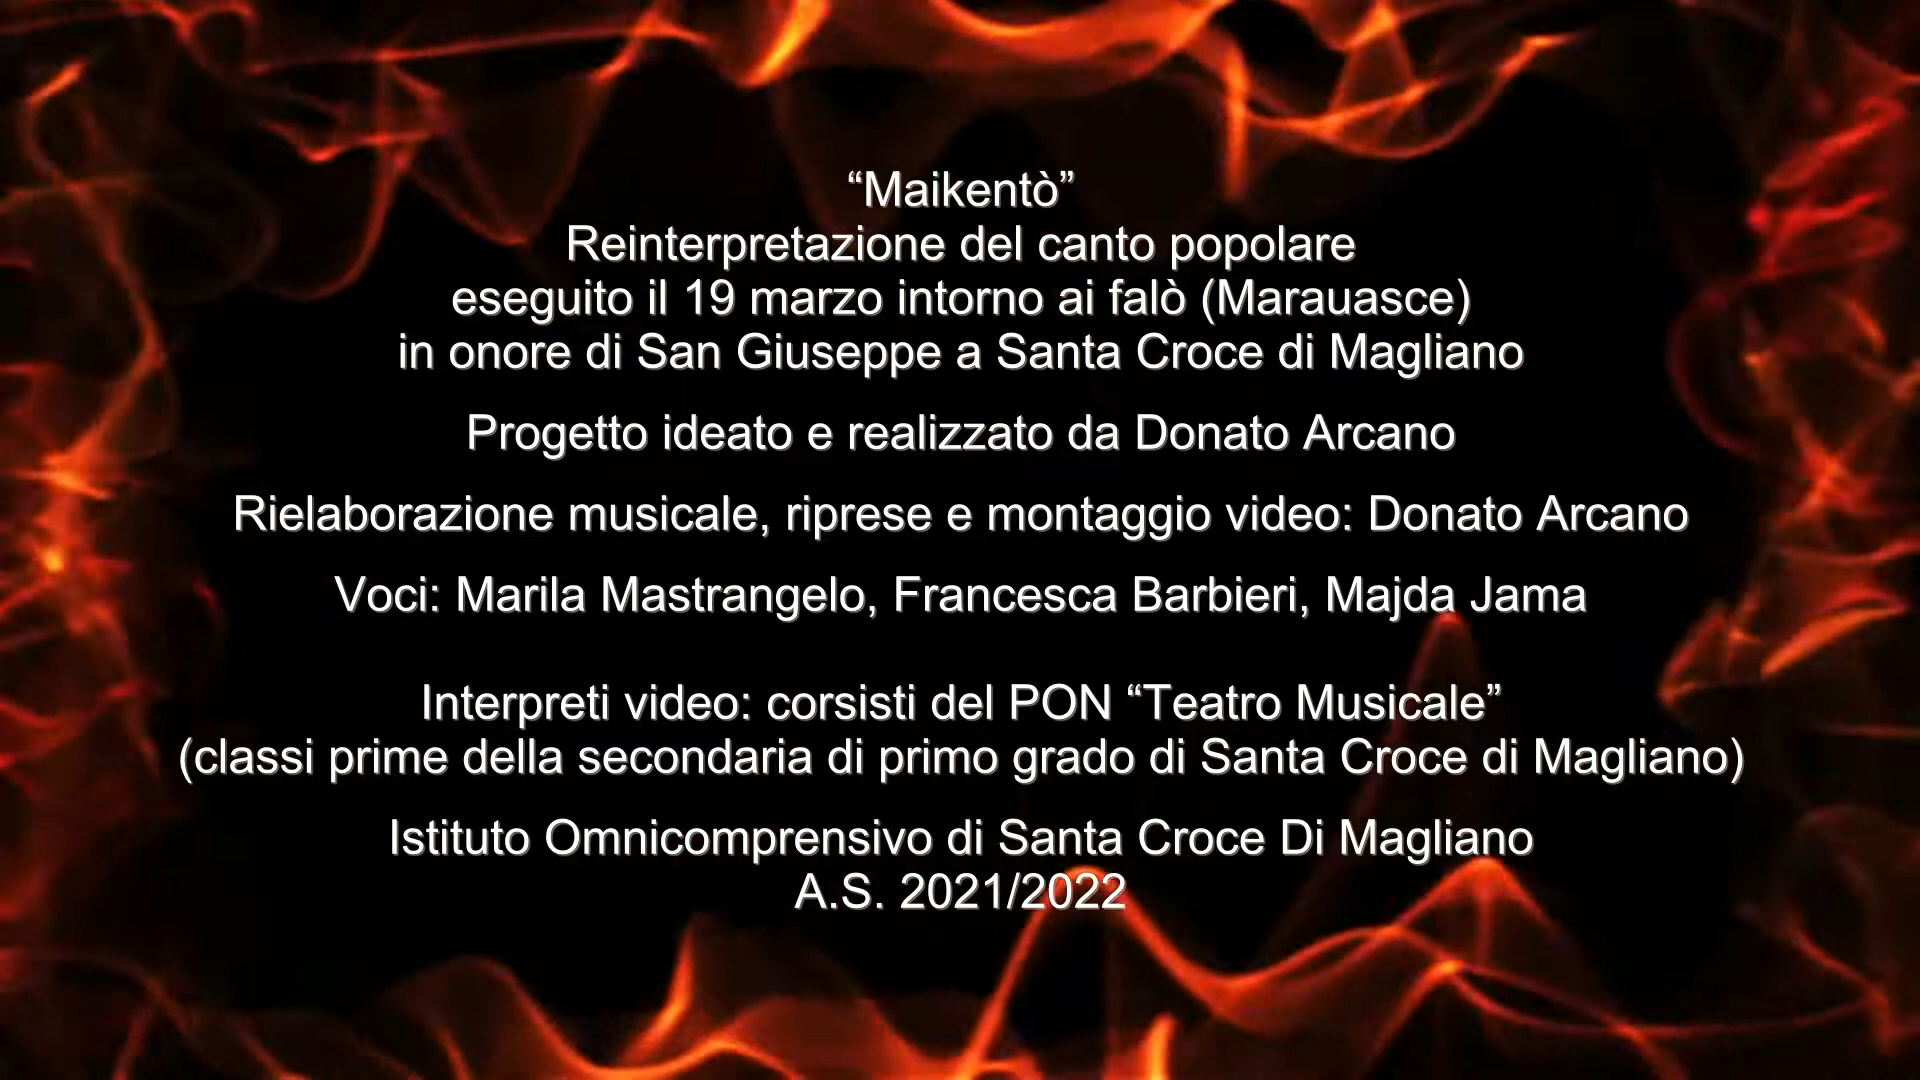 “Maikentò”
Reinterpretazione del canto popolare
eseguito il 19 marzo intorno ai falò (Marauasce)
in onore di San Giuseppe a Santa Croce di Magliano
Progetto ideato e realizzato da Donato Arcano
Rielaborazione musicale, riprese e montaggio video: Donato Arcano
Voci: Marila Mastrangelo, Francesca Barbieri, Majda Jama
Interpreti video: corsisti del PON “Teatro Musicale”
(classi prime della secondaria di primo grado di Santa Croce di Magliano)
Istituto Omnicomprensivo di Santa Croce Di Magliano
A.S. 2021/2022